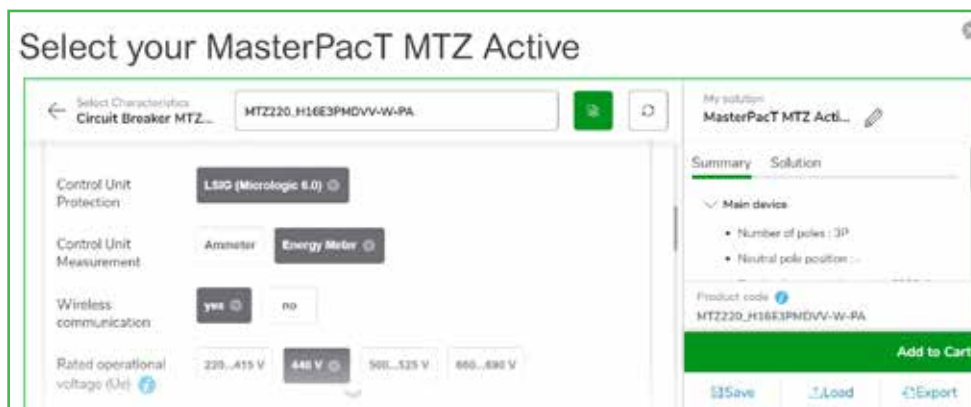 Select your MasterPacT MTZ Active
Select Characteristics
Circuit Breaker MTZ...
MTZ220_H16E3PMDVV-W-PA
Control Unit Protection
LSIG (Micrologic 6.0)
Control Unit Measurement
Ammeter
Energy Meter
Wireless communication
yes
no
Rated operational voltage (Ue)
220...415 V
440 V
500...525 V
660...690 V
My solution
MasterPacT MTZ Acti...
Summary
Solution
Main device
• Number of poles : 3P
• Neutral pole position : -
Product code
MTZ220_H16E3PMDVV-W-PA
Add to Cart
Save
Load
Export